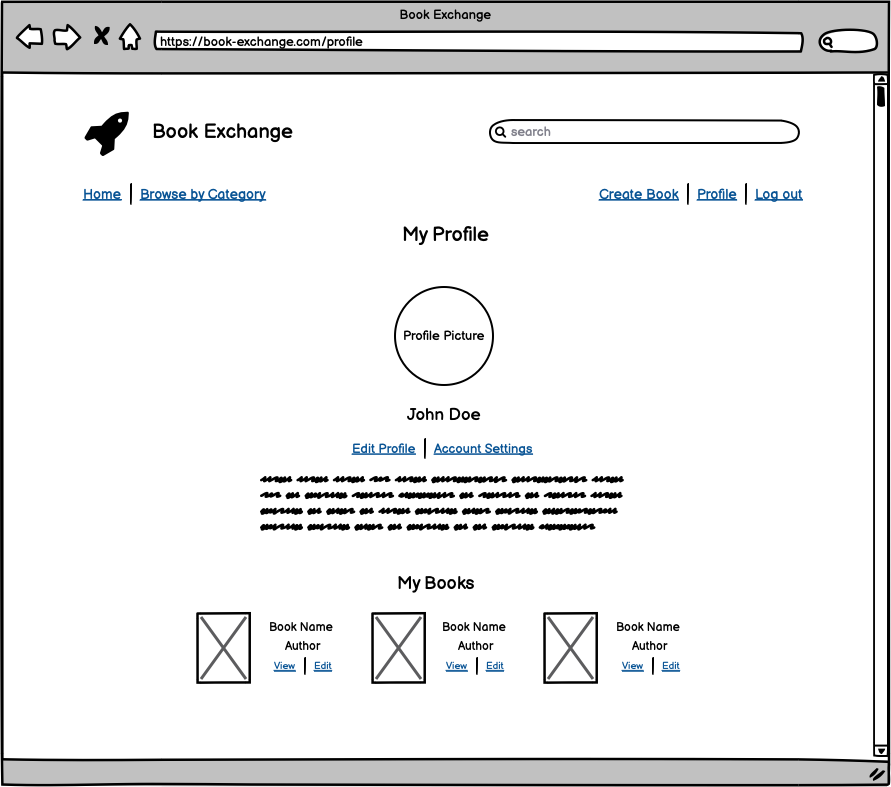 Book Exchange
https://book-exchange.com/profile
Book Exchange
search
Home Browse by Category Create Book Profile Log out
My Profile
Profile Picture
John Doe
Edit Profile Account Settings
My Books
Book Name Book Name Book Name
Author Author Author
View Edit View Edit View Edit